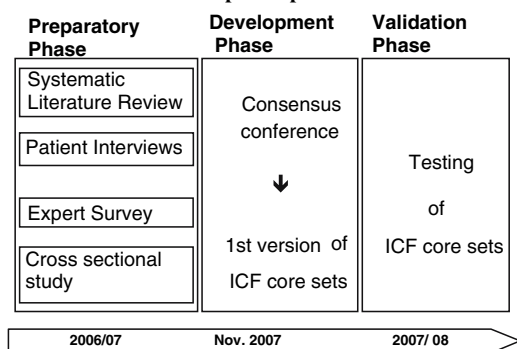 Preparatory
Phase
Systematic
Literature Review
Patient Interviews
Expert Survey
Cross sectional
study
Development
Phase
Consensus
conference
1st version of
ICF core sets
Validation
Phase
Testing
of
ICF core sets
2006/07 Nov. 2007 2007/ 08